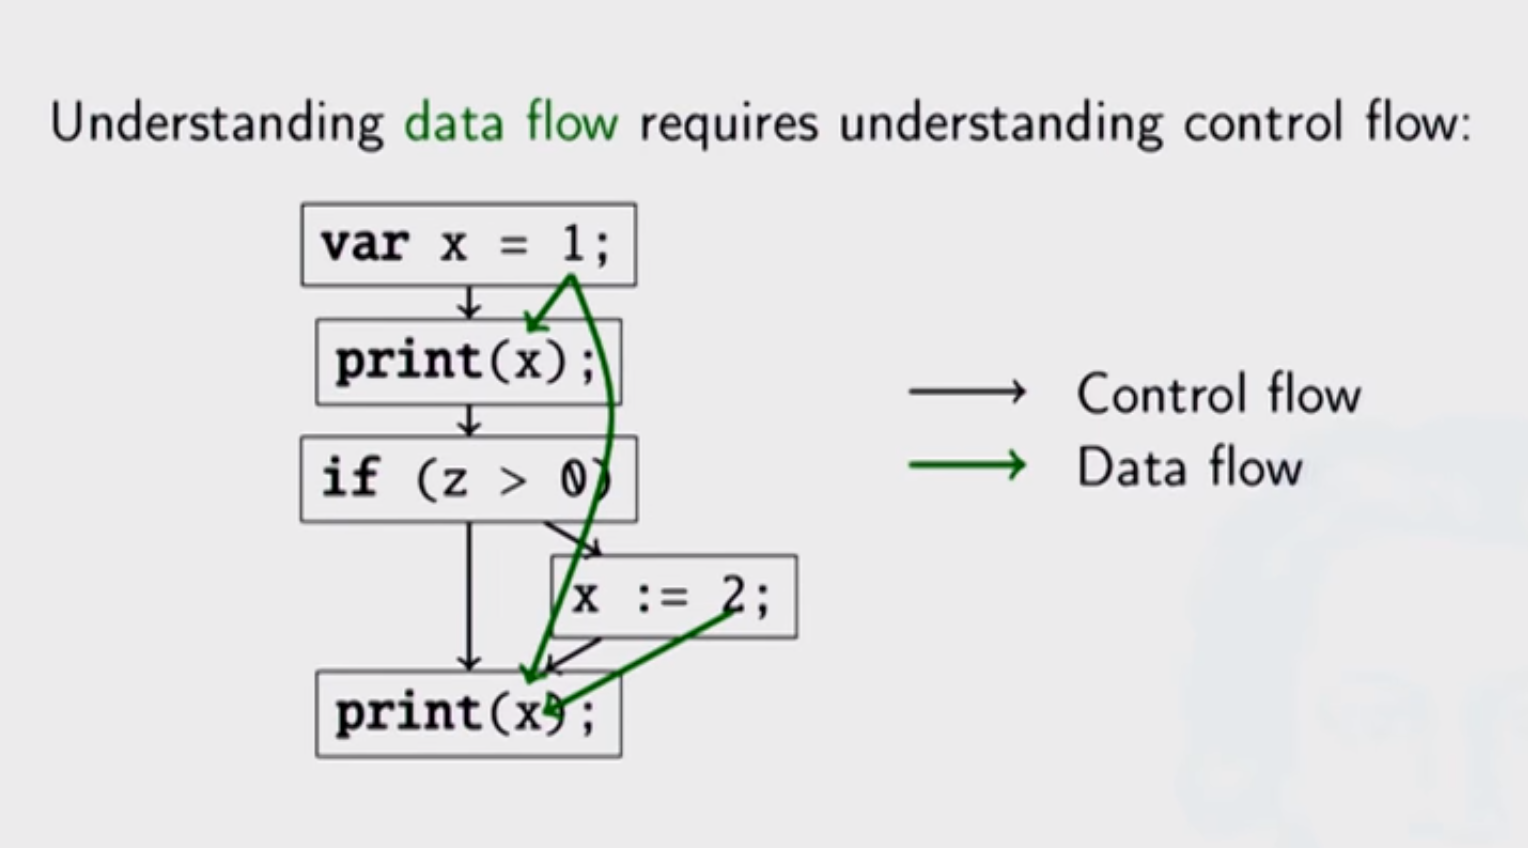 Understanding data flow requires understanding control flow:
var x = 1;
print(x);
if (z > 0)
x := 2;
print(x);
Control flow
Data flow